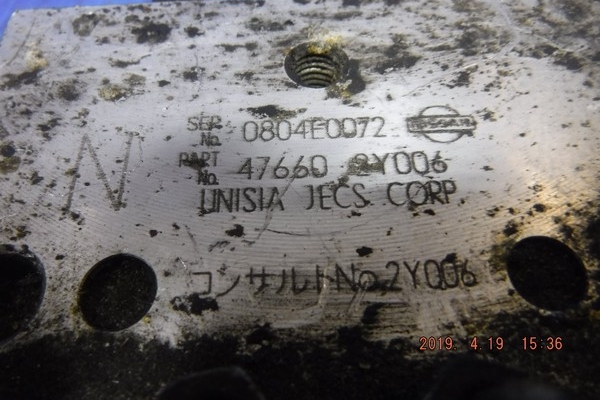 SER. No. 0804E0072 NISSAN
PART No. 47660 2Y006
UNISIA JECS CORP.
コンサルトNo.2Y006
N
2019. 4.19 15:36